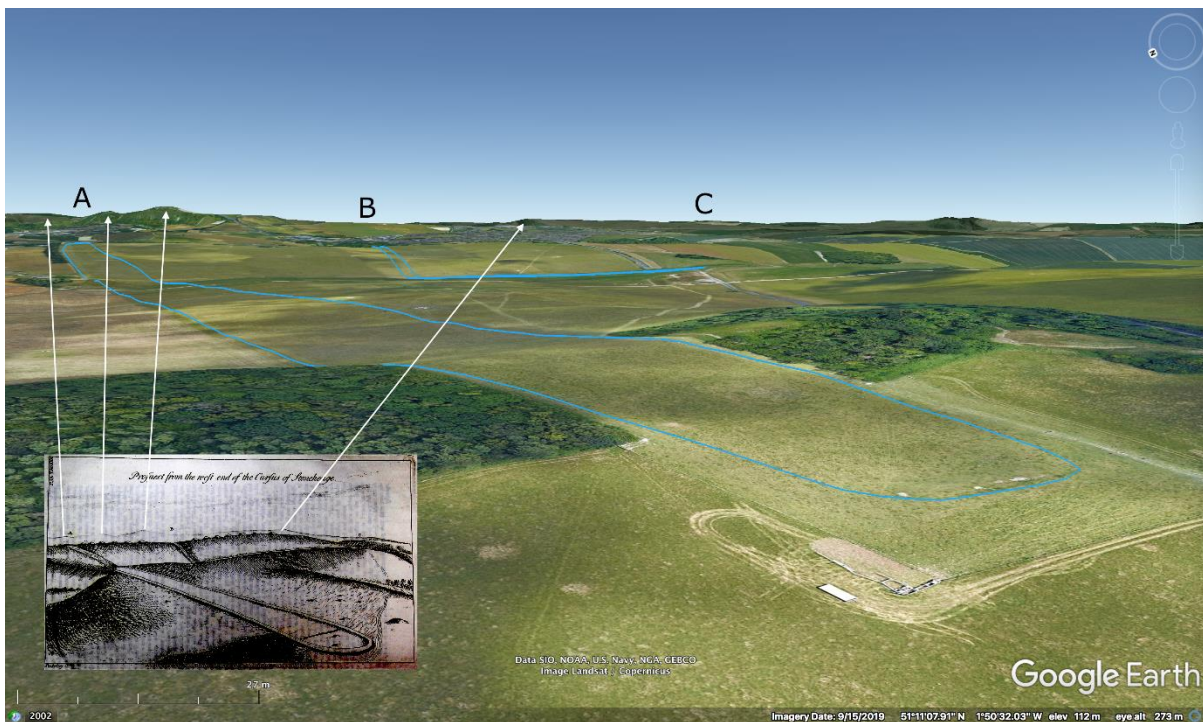 A
B
C
Prospect from the west end of the Cursus of Stonehenge.
27 m
Data SIO, NOAA, U.S. Navy, NGA, GEBCO
Image Landsat / Copernicus
Google Earth
2002
Imagery Date: 9/15/2019 51°11'07.91" N 1°50'32.03" W elev 112 m eye alt 273 m